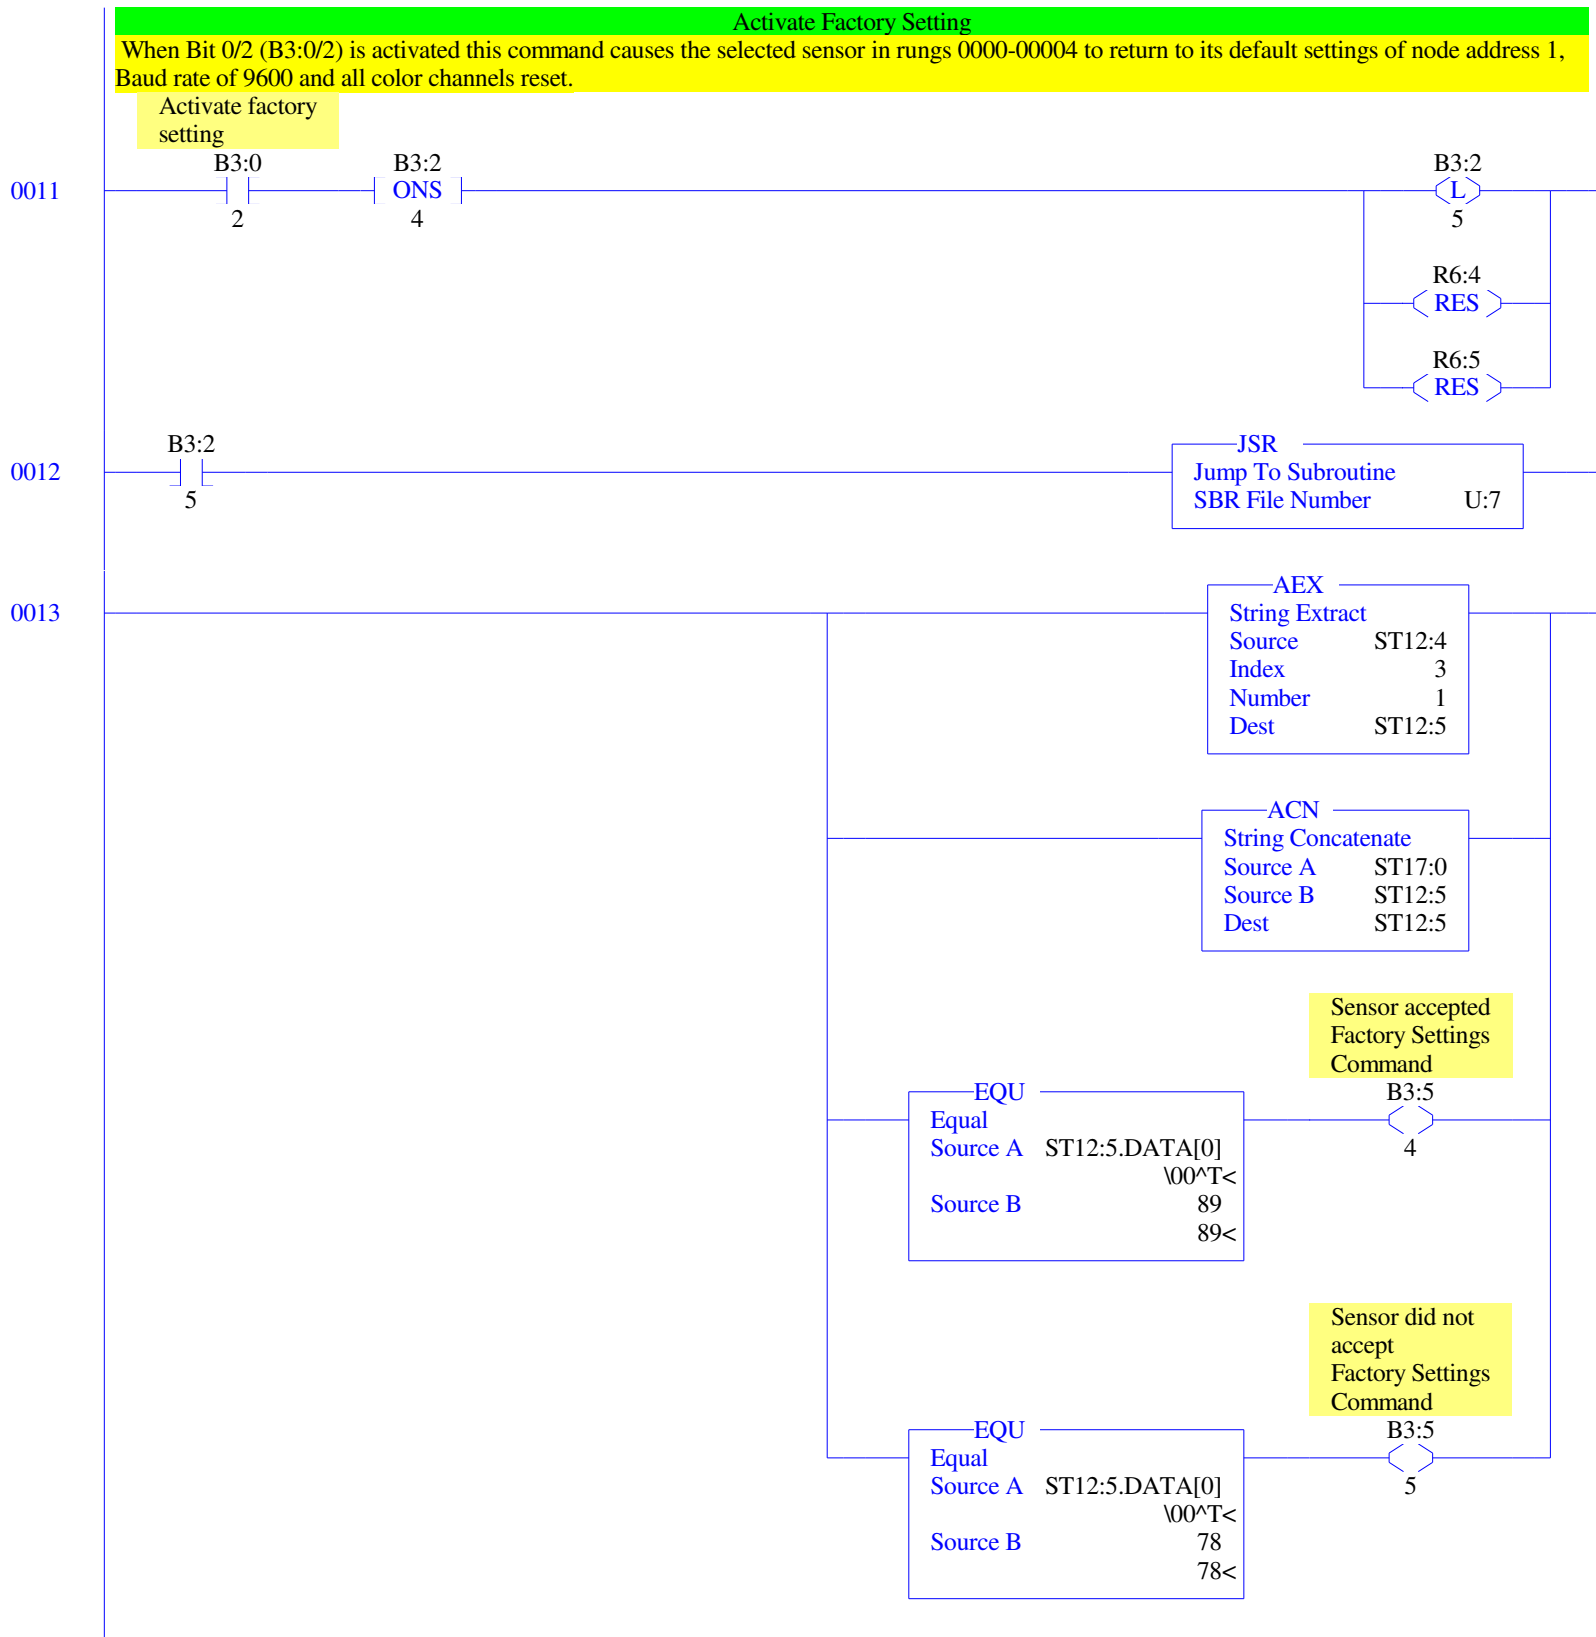 Activate Factory Setting
When Bit 0/2 (B3:0/2) is activated this command causes the selected sensor in rungs 0000-00004 to return to its default settings of node address 1,
Baud rate of 9600 and all color channels reset.
Activate factory
setting
B3:0 B3:2 B3:2
0011 ONS L
2 4 5
R6:4
RES
R6:5
RES
B3:2 JSR
0012 Jump To Subroutine
5 SBR File Number U:7
AEX
0013 String Extract
Source ST12:4
Index 3
Number 1
Dest ST12:5
ACN
String Concatenate
Source A ST17:0
Source B ST12:5
Dest ST12:5
Sensor accepted
Factory Settings
Command
EQU B3:5
Equal
Source A ST12:5.DATA[0] 4
\00^T<
Source B 89
89<
Sensor did not
accept
Factory Settings
Command
EQU B3:5
Equal
Source A ST12:5.DATA[0] 5
\00^T<
Source B 78
78<